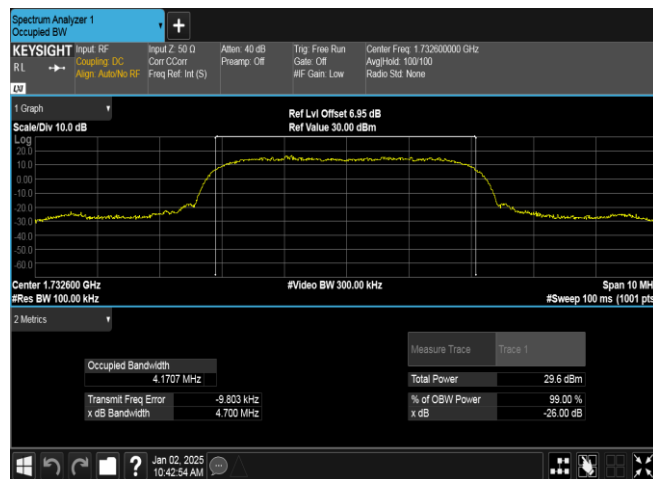 Spectrum Analyzer 1
Occupied BW
KEYSIGHT
RL
Input: RF
Coupling: DC
Align: Auto/No RF
Input Z: 50 Ω
Corr CCorr
Freq Ref: Int (S)
Atten: 40 dB
Preamp: Off
Trig: Free Run
Gate: Off
#IF Gain: Low
Center Freq: 1.732600000 GHz
Avg|Hold: 100/100
Radio Std: None
LXI
1 Graph
Scale/Div 10.0 dB
Ref Lvl Offset 6.95 dB
Ref Value 30.00 dBm
Log
20.0
10.0
0.00
-10.0
-20.0
-30.0
-40.0
-50.0
-60.0
Center 1.732600 GHz
#Res BW 100.00 kHz
#Video BW 300.00 kHz
Span 10 MH
#Sweep 100 ms (1001 pts
2 Metrics
Measure Trace
Trace 1
Occupied Bandwidth
4.1707 MHz
Total Power 29.6 dBm
Transmit Freq Error -9.803 kHz
% of OBW Power 99.00 %
x dB Bandwidth 4.700 MHz
x dB -26.00 dB
?
Jan 02, 2025
10:42:54 AM